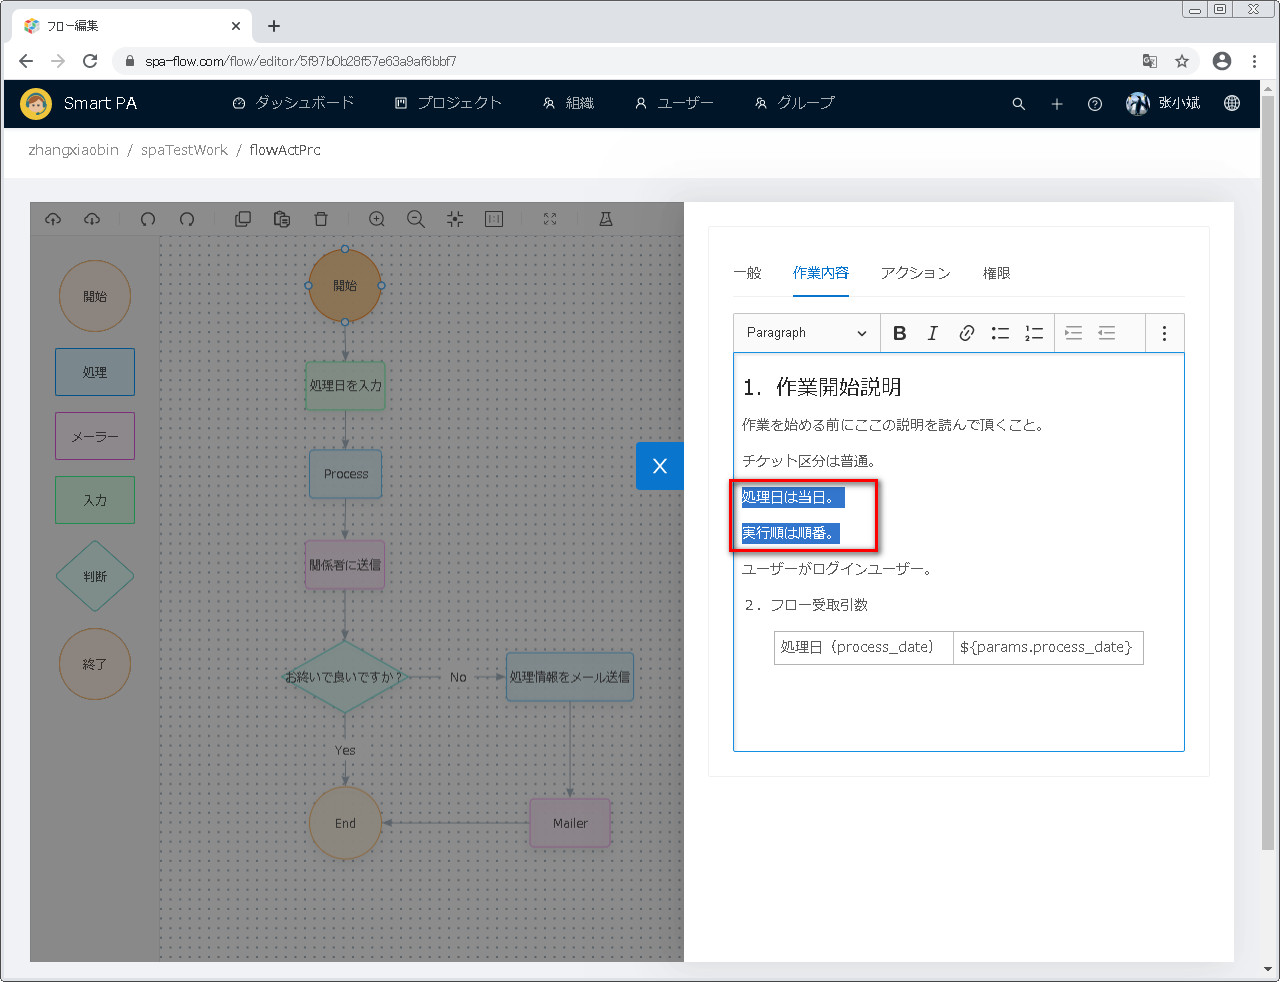 フロー編集
spa-flow.com/flow/editor/5f97b0b28f57e63a9af6bbf7
Smart PA
ダッシュボード
プロジェクト
組織
ユーザー
グループ
张小斌
zhangxiaobin / spaTestWork / flowActPrc
開始
処理
メーラー
入力
判断
終了
開始
処理日を入力
Process
関係者に送信
お終いで良いですか?
No
処理情報をメール送信
Yes
End
Mailer
X
一般
作業内容
アクション
権限
Paragraph
1. 作業開始説明
作業を始める前にここの説明を読んで頂くこと。
チケット区分は普通。
処理日は当日。
実行順は順番。
ユーザーがログインユーザー。
2. フロー受取引数
処理日（process_date）
${params.process_date}